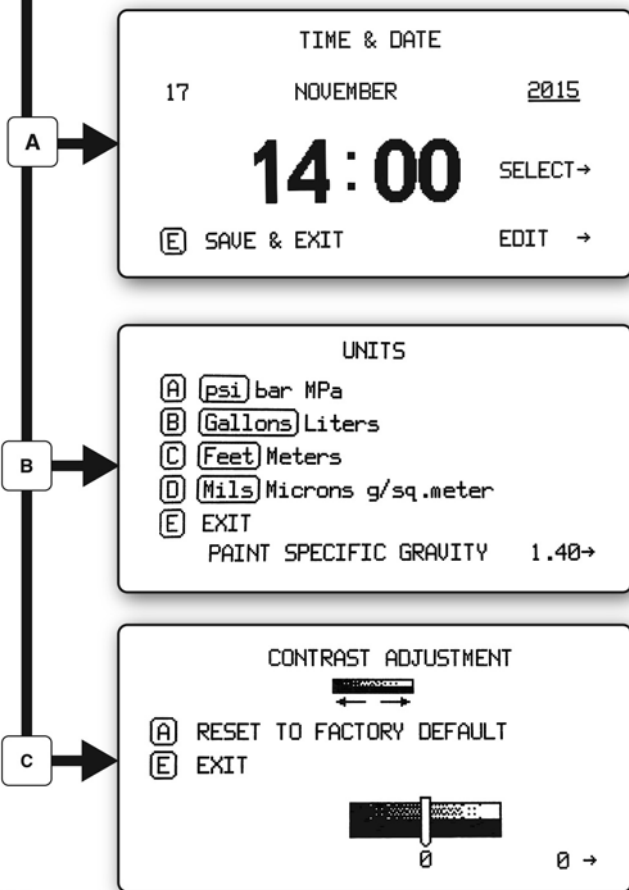 TIME & DATE
17 NOVEMBER 2015
A
14:00 SELECT→
E SAVE & EXIT EDIT →
UNITS
A psi bar MPa
B Gallons Liters
B
C Feet Meters
D Mils Microns g/sq.meter
E EXIT
PAINT SPECIFIC GRAVITY 1.40→
CONTRAST ADJUSTMENT
A RESET TO FACTORY DEFAULT
C
E EXIT
0 0 →